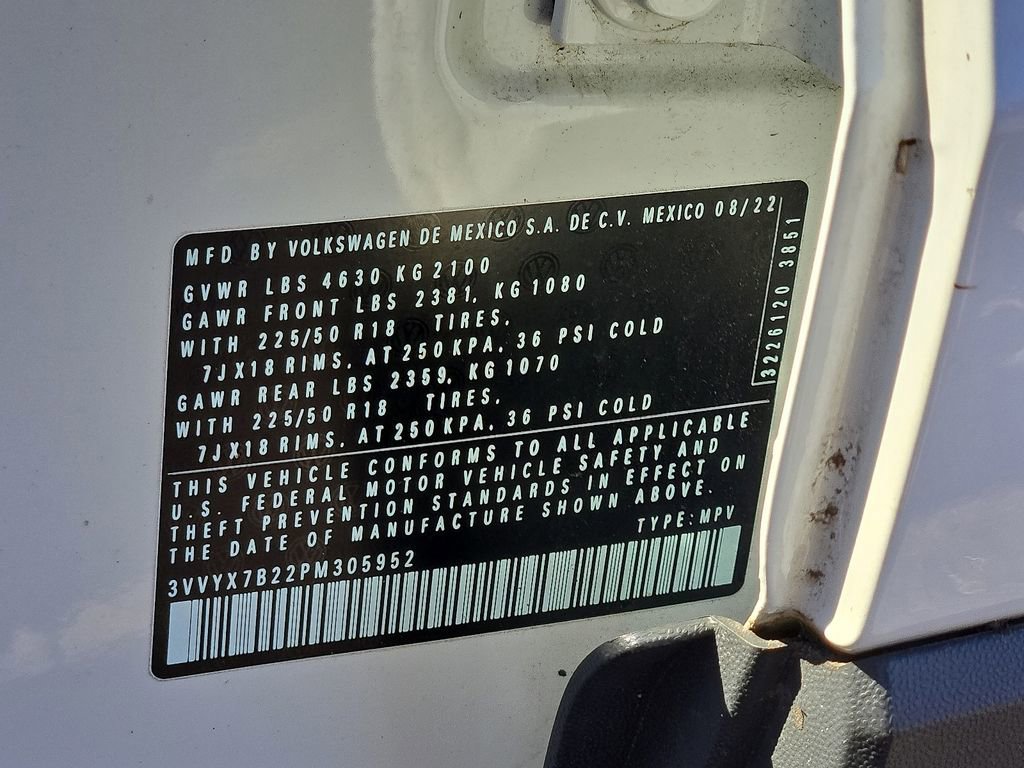 MFD BY VOLKSWAGEN DE MEXICO S.A. DE C.V. MEXICO 08/22
GVWR LBS 4630 KG 2100
GAWR FRONT LBS 2381, KG 1080
WITH 225/50 R18 TIRES,
7JX18 RIMS, AT 250 KPA, 36 PSI COLD
GAWR REAR LBS 2359, KG 1070
WITH 225/50 R18 TIRES,
7JX18 RIMS, AT 250 KPA, 36 PSI COLD
THIS VEHICLE CONFORMS TO ALL APPLICABLE
U.S. FEDERAL MOTOR VEHICLE SAFETY AND
THEFT PREVENTION STANDARDS IN EFFECT ON
THE DATE OF MANUFACTURE SHOWN ABOVE.
TYPE: MPV
3VVYX7B22PM305952
3226120 3851